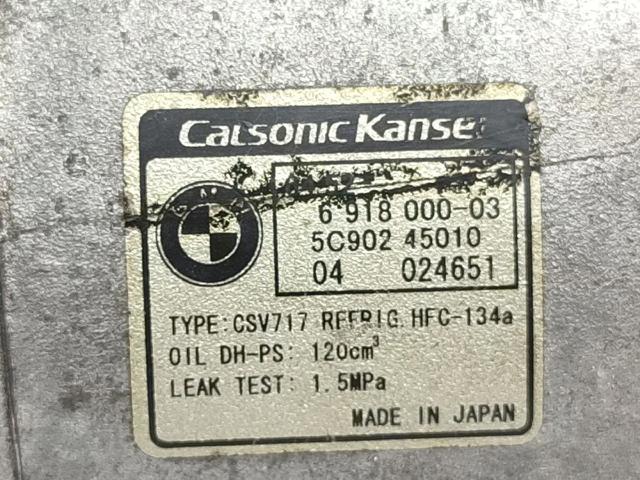 Calsonic Kansei
6 918 000-03
5C902 45010
04 024651
BMW
TYPE:CSV717 REFRIG.HFC-134a
OIL DH-PS: 120cm³
LEAK TEST: 1.5MPa
MADE IN JAPAN